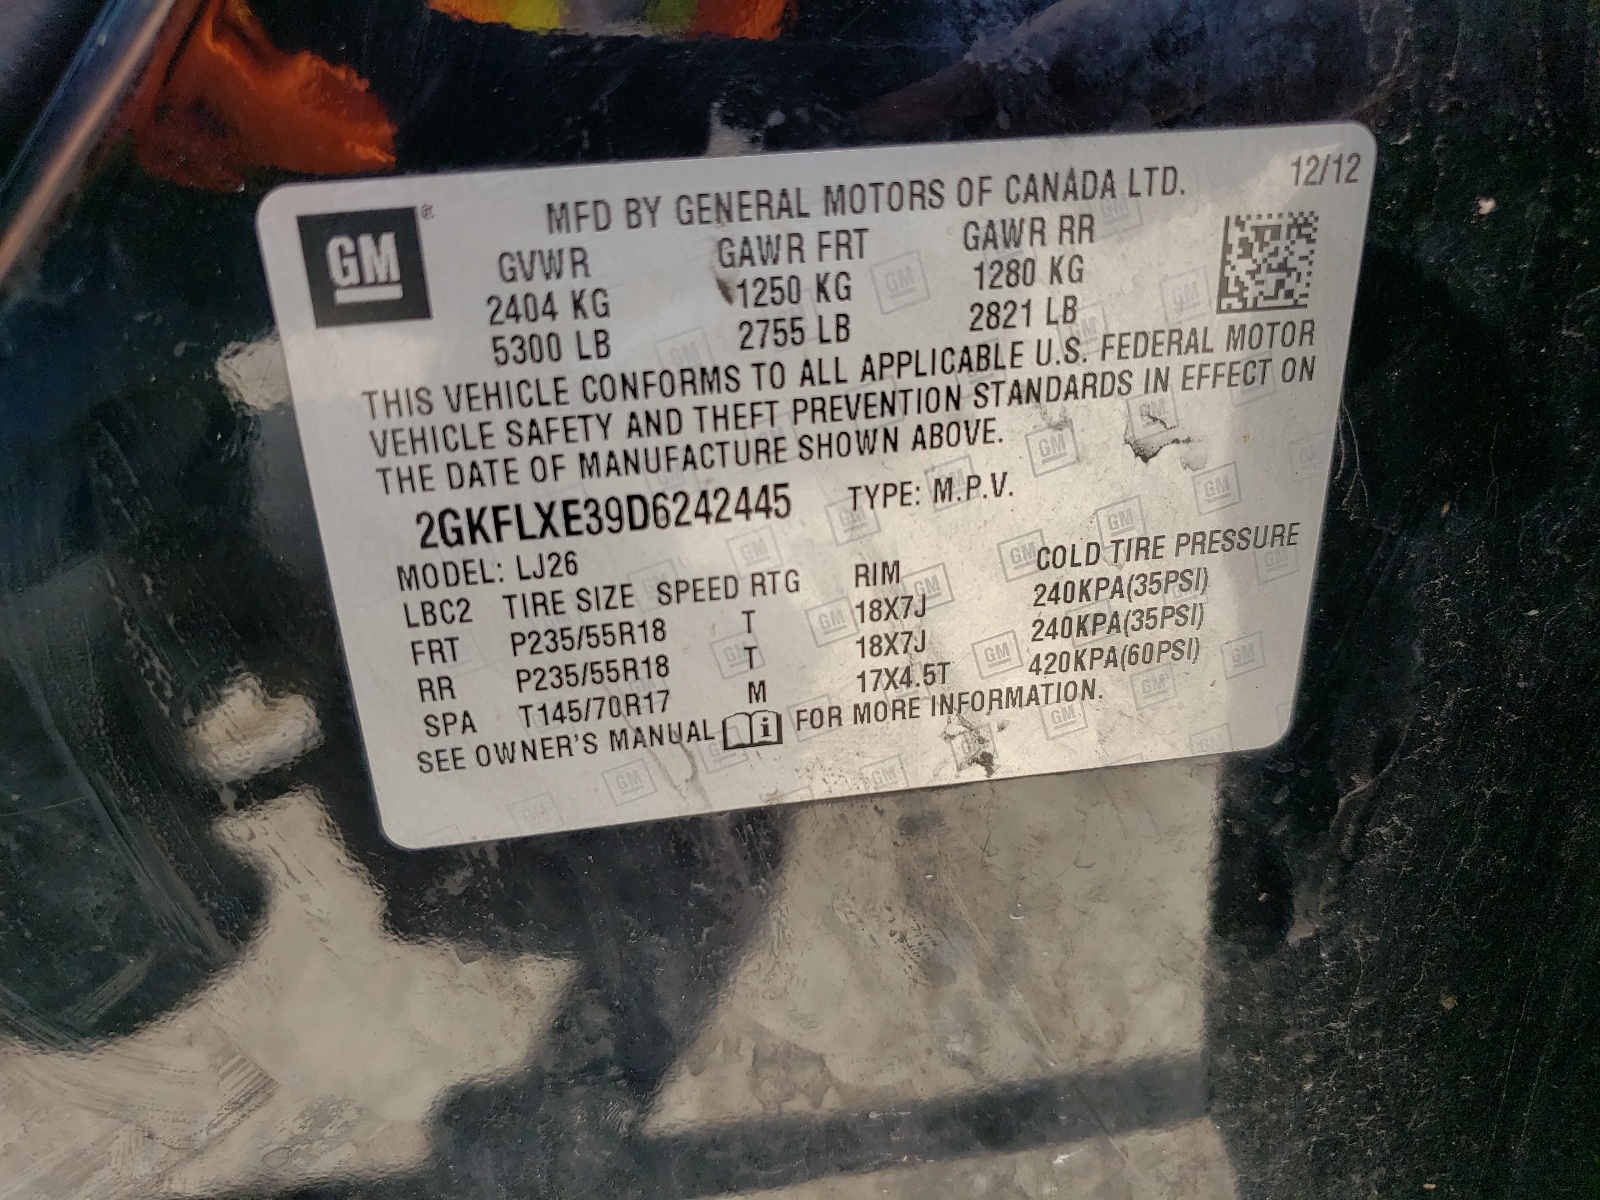 MFD BY GENERAL MOTORS OF CANADA LTD. 12/12
GM®
GVWR GAWR FRT GAWR RR
2404 KG 1250 KG 1280 KG
5300 LB 2755 LB 2821 LB
THIS VEHICLE CONFORMS TO ALL APPLICABLE U.S. FEDERAL MOTOR
VEHICLE SAFETY AND THEFT PREVENTION STANDARDS IN EFFECT ON
THE DATE OF MANUFACTURE SHOWN ABOVE.
2GKFLXE39D6242445 TYPE: M.P.V.
MODEL: LJ26
LBC2 TIRE SIZE SPEED RTG RIM COLD TIRE PRESSURE
FRT P235/55R18 T 18X7J 240KPA(35PSI)
RR P235/55R18 T 18X7J 240KPA(35PSI)
SPA T145/70R17 M 17X4.5T 420KPA(60PSI)
SEE OWNER'S MANUAL i FOR MORE INFORMATION.